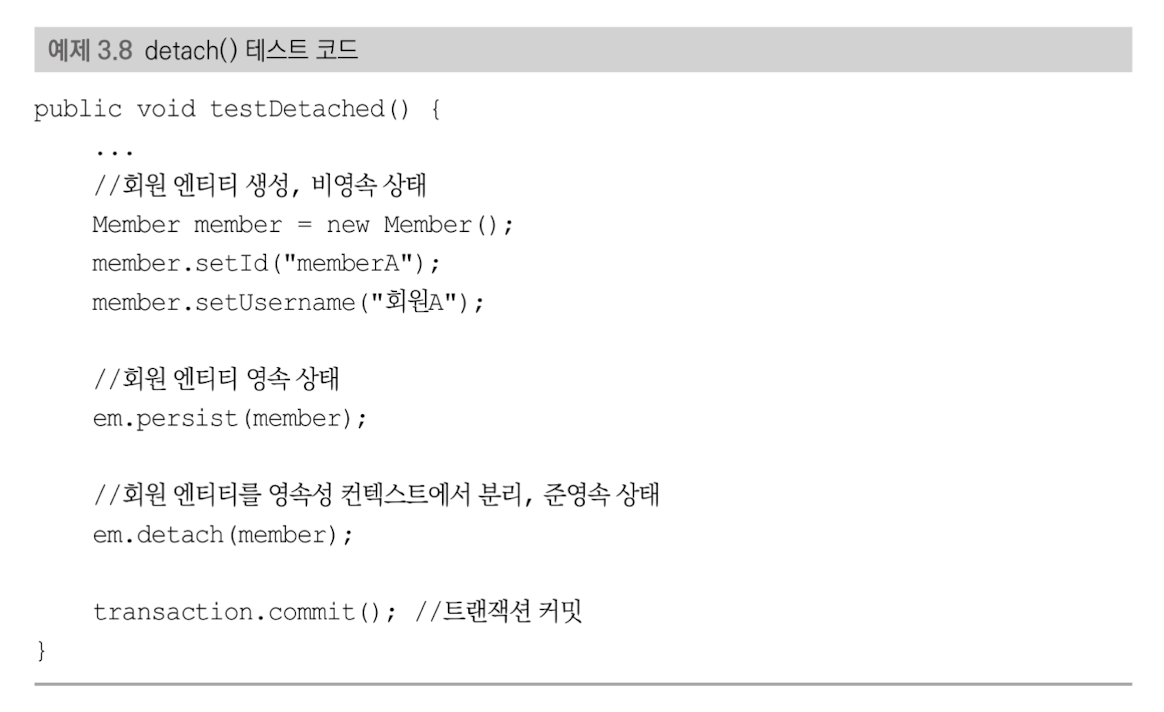 예제 3.8 detach() 테스트 코드
public void testDetached() {
...
//회원 엔티티 생성, 비영속 상태
Member member = new Member();
member.setId("memberA");
member.setUsername("회원A");
//회원 엔티티 영속 상태
em.persist(member);
//회원 엔티티를 영속성 컨텍스트에서 분리, 준영속 상태
em.detach(member);
transaction.commit(); //트랜잭션 커밋
}